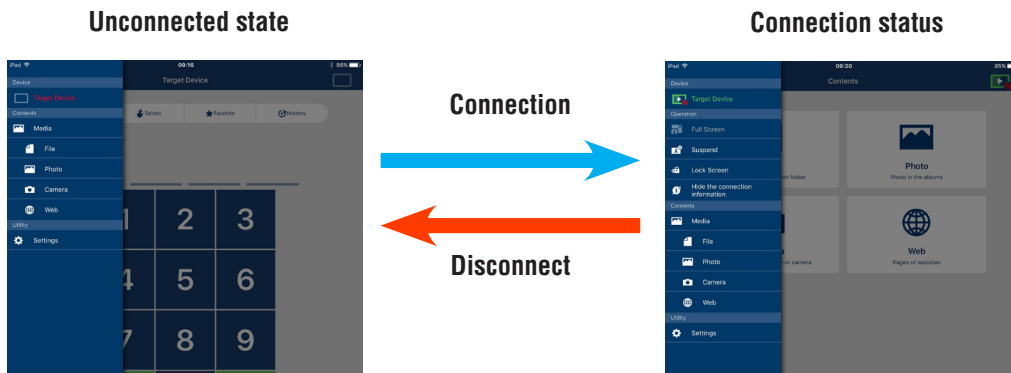 Unconnected state
Connection status
iPad 09:16 86%
Device
Target Device
Target Device
Select Favorite History
Contents
Media
File
Photo
Camera
Web
Utility
Settings
1 2 3
4 5 6
7 8 9
Connection
Disconnect
iPad 09:20 85%
Device
Contents
Target Device
Operation
Full Screen
Suspend
Lock Screen
Hide the connection
information
Contents
Media
File
Photo
Camera
Web
Utility
Settings
folder
Photo
Photo in the albums
camera
Web
Pages of websites